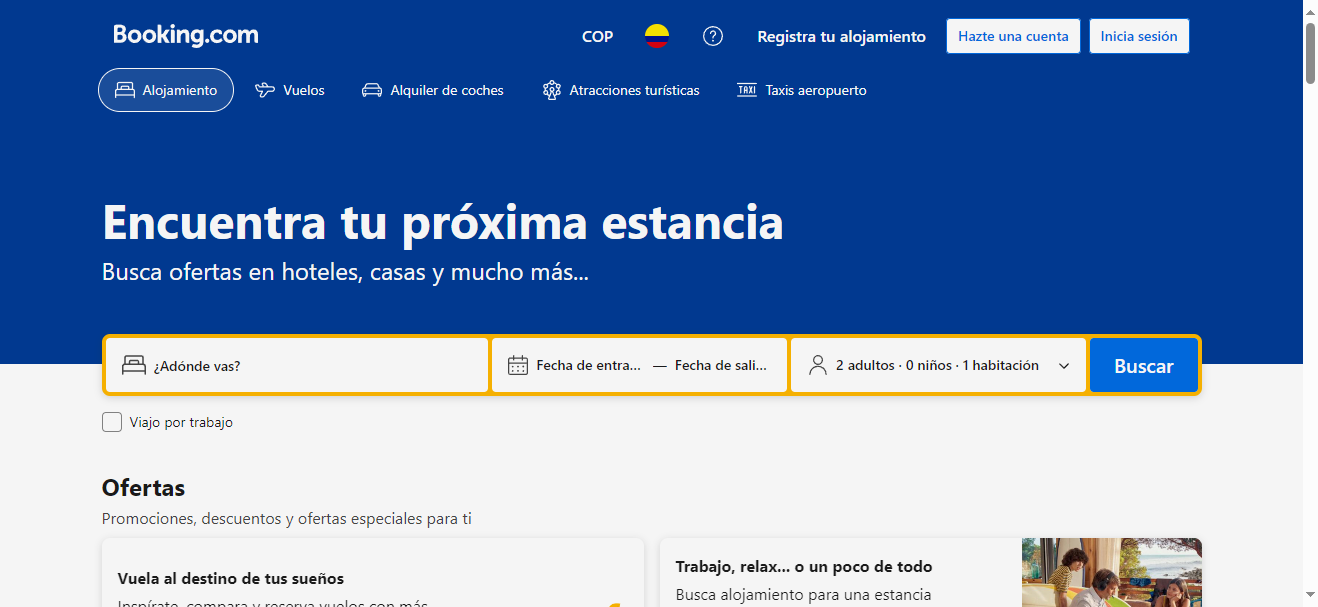 Booking.com
COP
Registra tu alojamiento
Hazte una cuenta
Inicia sesión
Alojamiento
Vuelos
Alquiler de coches
Atracciones turísticas
TAXI
Taxis aeropuerto
Encuentra tu próxima estancia
Busca ofertas en hoteles, casas y mucho más...
¿Adónde vas?
Fecha de entra... — Fecha de sali...
2 adultos · 0 niños · 1 habitación
Buscar
Viajo por trabajo
Ofertas
Promociones, descuentos y ofertas especiales para ti
Vuela al destino de tus sueños
Inspírate, compara y reserva vuelos con más
Trabajo, relax... o un poco de todo
Busca alojamiento para una estancia